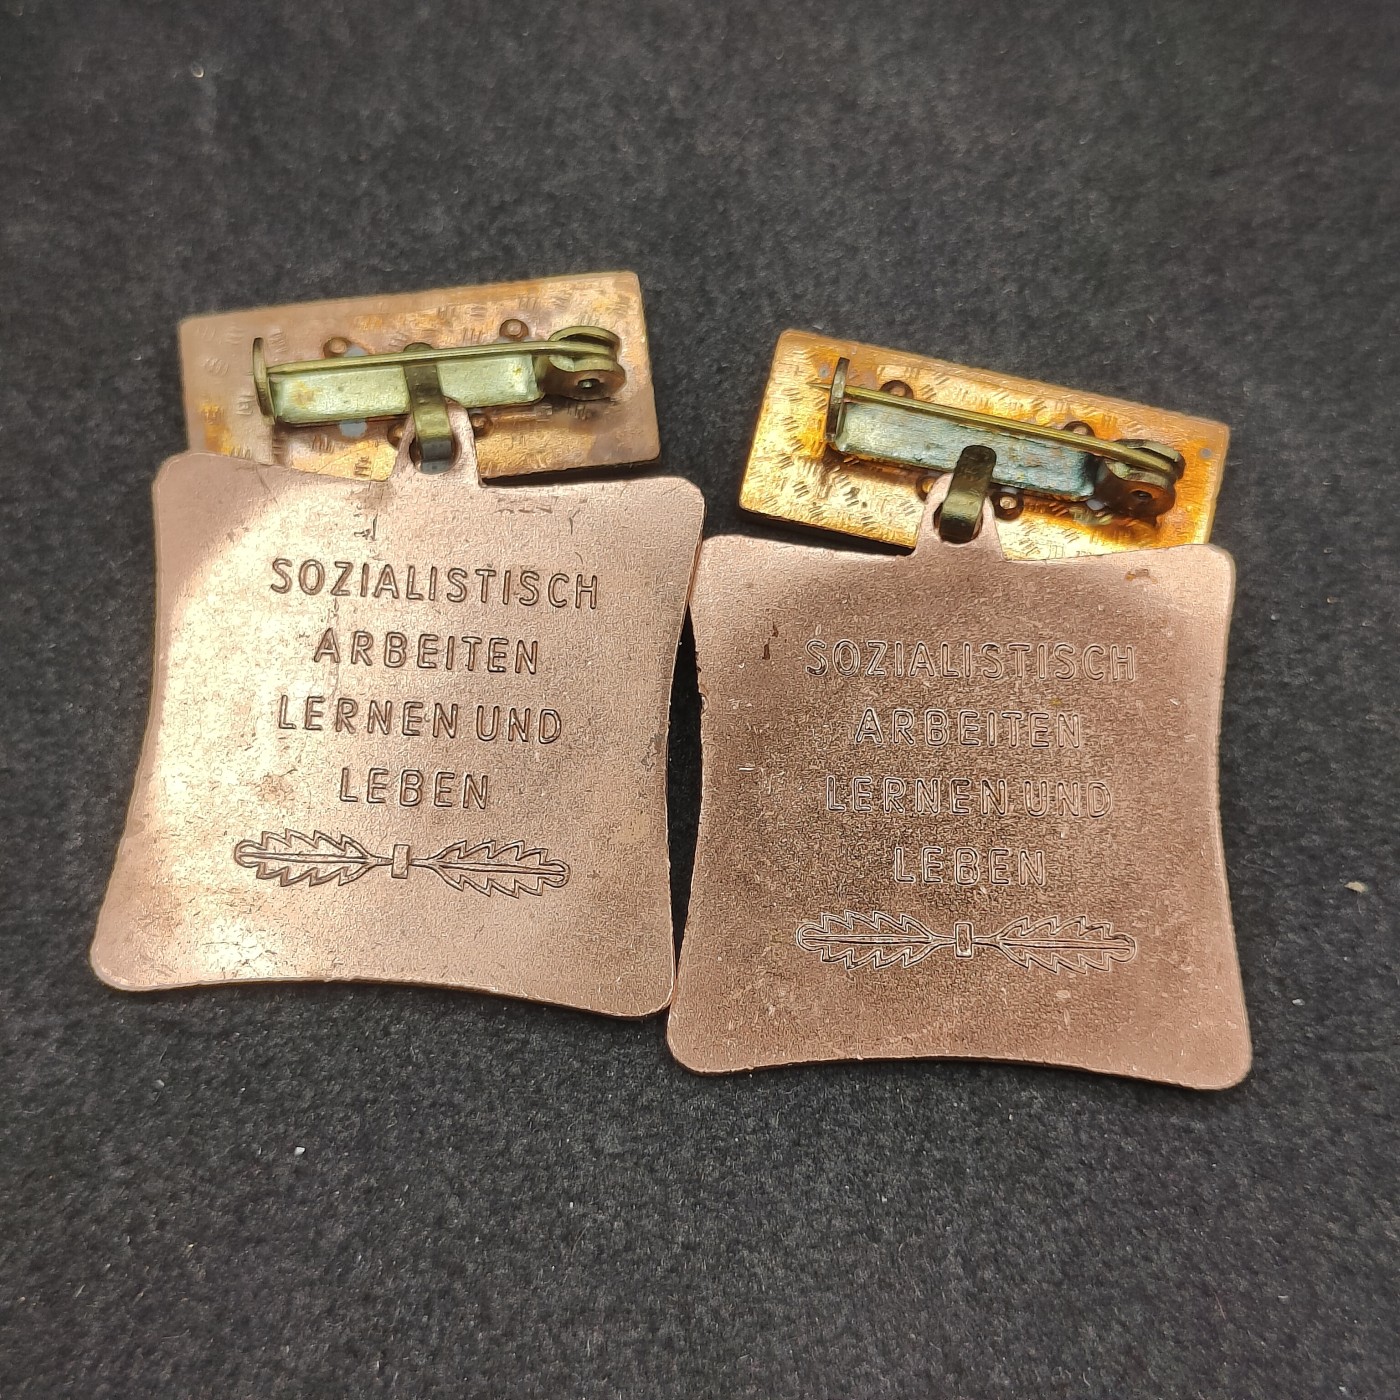 SOZIALISTISCH
ARBEITEN
LERNEN UND
LEBEN
SOZIALISTISCH
ARBEITEN
LERNEN UND
LEBEN